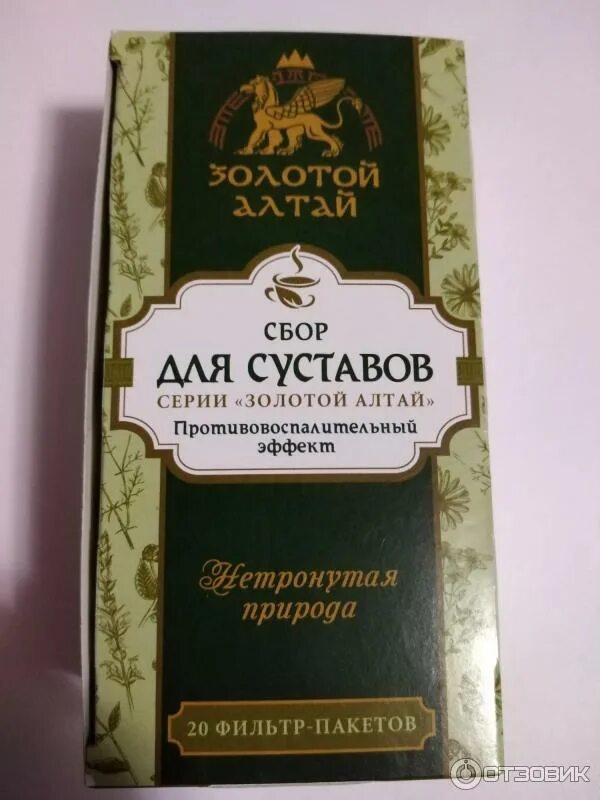 ЗОЛОТОЙ
АЛТАЙ
СБОР
ДЛЯ СУСТАВОВ
СЕРИИ «ЗОЛОТОЙ АЛТАЙ»
Противовоспалительный
эффект
Нетронутая
природа
20 ФИЛЬТР-ПАКЕТОВ
ОТЗОВИК